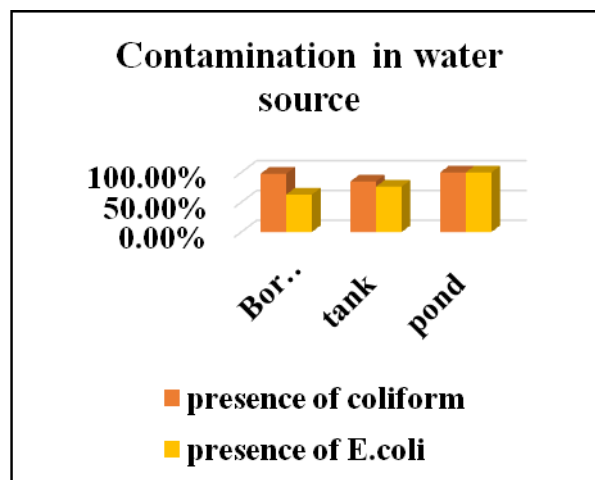 Contamination in water
source
100.00%
50.00%
0.00%
Bor..
tank
pond
presence of coliform
presence of E.coli